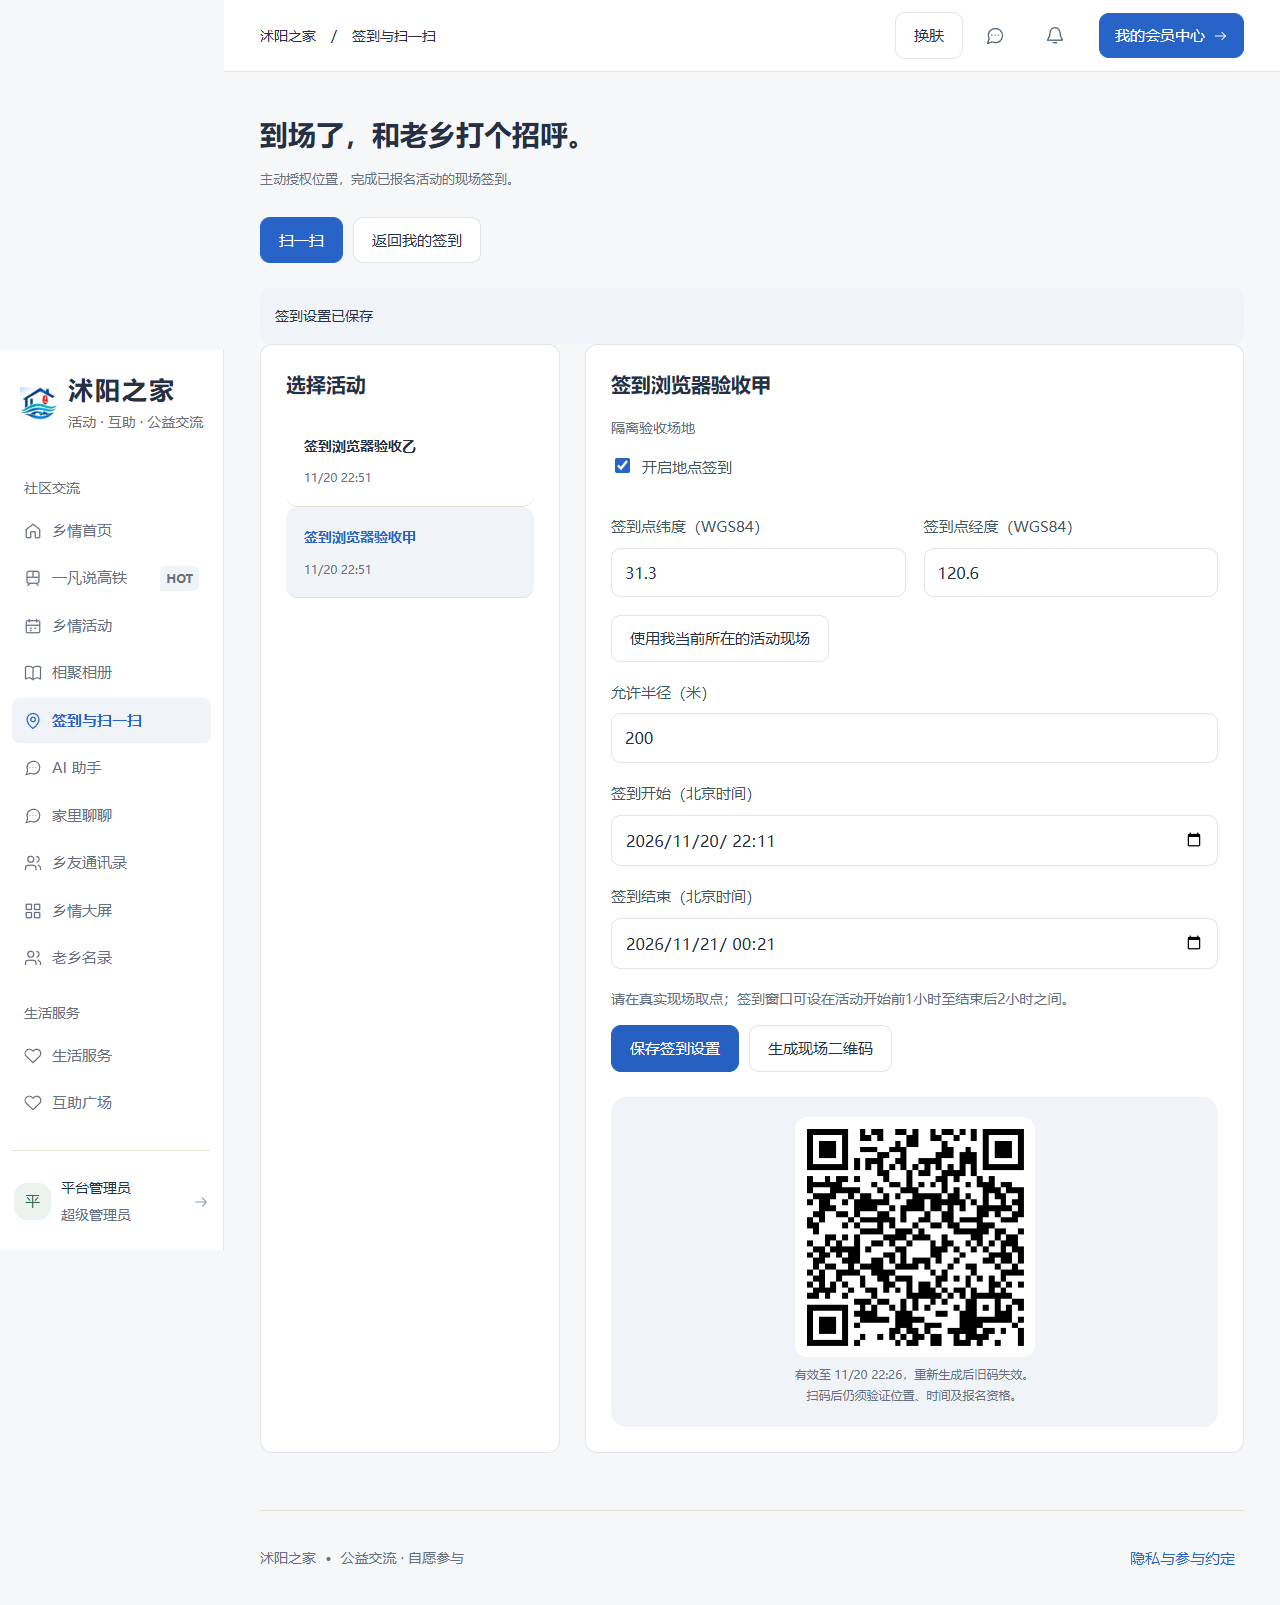 沭阳之家 / 签到与扫一扫
换肤
我的会员中心 →
到场了，和老乡打个招呼。
主动授权位置，完成已报名活动的现场签到。
扫一扫
返回我的签到
签到设置已保存
沭阳之家
活动 · 互助 · 公益交流
社区交流
乡情首页
一凡说高铁 HOT
乡情活动
相聚相册
签到与扫一扫
AI 助手
家里聊聊
乡友通讯录
乡情大屏
老乡名录
生活服务
生活服务
互助广场
平
平台管理员
超级管理员
→
选择活动
签到浏览器验收乙
11/20 22:51
签到浏览器验收甲
11/20 22:51
签到浏览器验收甲
隔离验收场地
开启地点签到
签到点纬度（WGS84）
31.3
签到点经度（WGS84）
120.6
使用我当前所在的活动现场
允许半径（米）
200
签到开始（北京时间）
2026/11/20/ 22:11
签到结束（北京时间）
2026/11/21/ 00:21
请在真实现场取点；签到窗口可设在活动开始前1小时至结束后2小时之间。
保存签到设置
生成现场二维码
有效至 11/20 22:26，重新生成后旧码失效。
扫码后仍须验证位置、时间及报名资格。
沭阳之家 • 公益交流 · 自愿参与
隐私与参与约定